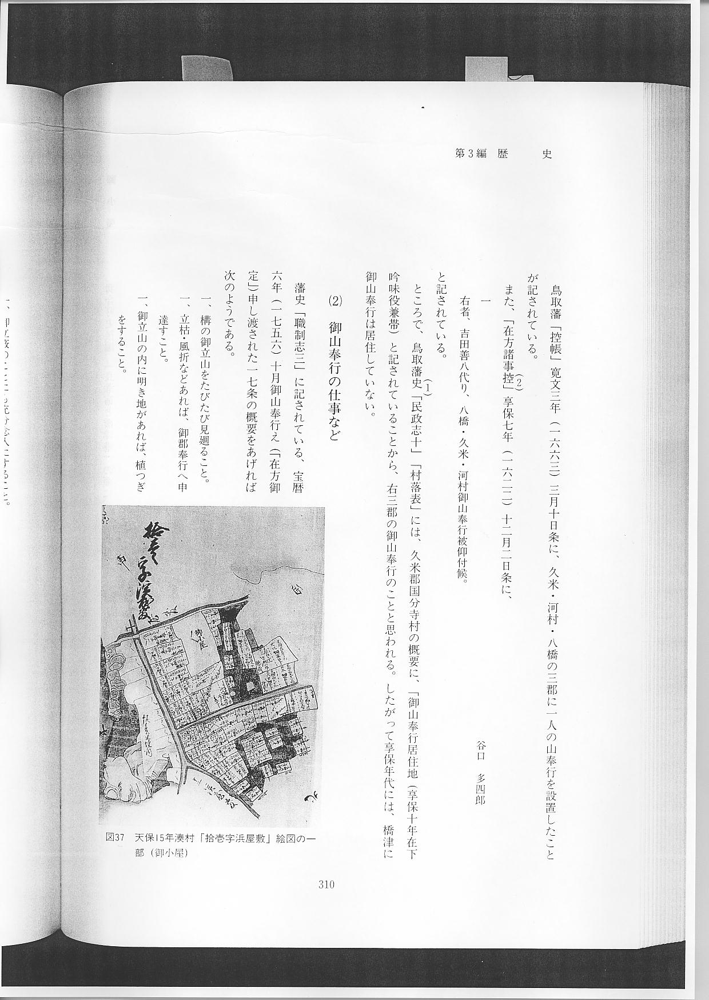 第3編 歴 史
鳥取藩「控帳」寛文三年（一六六三）三月十日条に、久米・河村・八橋の三郡に一人の山奉行を設置したこと
が記されている。
また、「在方諸事控」(2)享保七年（一六二二）十二月二日条に、
一 谷口 多四郎
右者、吉田善八代り、八橋・久米・河村御山奉行被仰付候。
と記されている。
ところで、鳥取藩史(1)「民政志十」「村落表」には、久米郡国分寺村の概要に、「御山奉行居住地（享保十年在下
吟味役兼帯）と記されていることから、右三郡の御山奉行のことと思われる。したがって享保年代には、橋津に
御山奉行は居住していない。
(2) 御山奉行の仕事など
藩史「職制志三」に記されている、宝暦
六年（一七五六）十月御山奉行え（「在方御
定」）申し渡された一七条の概要をあげれば
次のようである。
一、構の御立山をたびたび見廻ること。
一、立枯・風折などあれば、御郡奉行へ申
達すこと。
一、御立山の内に明き地があれば、植つぎ
をすること。
拾壱字浜屋敷
御小屋
図37 天保15年湊村「拾壱字浜屋敷」絵図の一
部（御小屋）
310